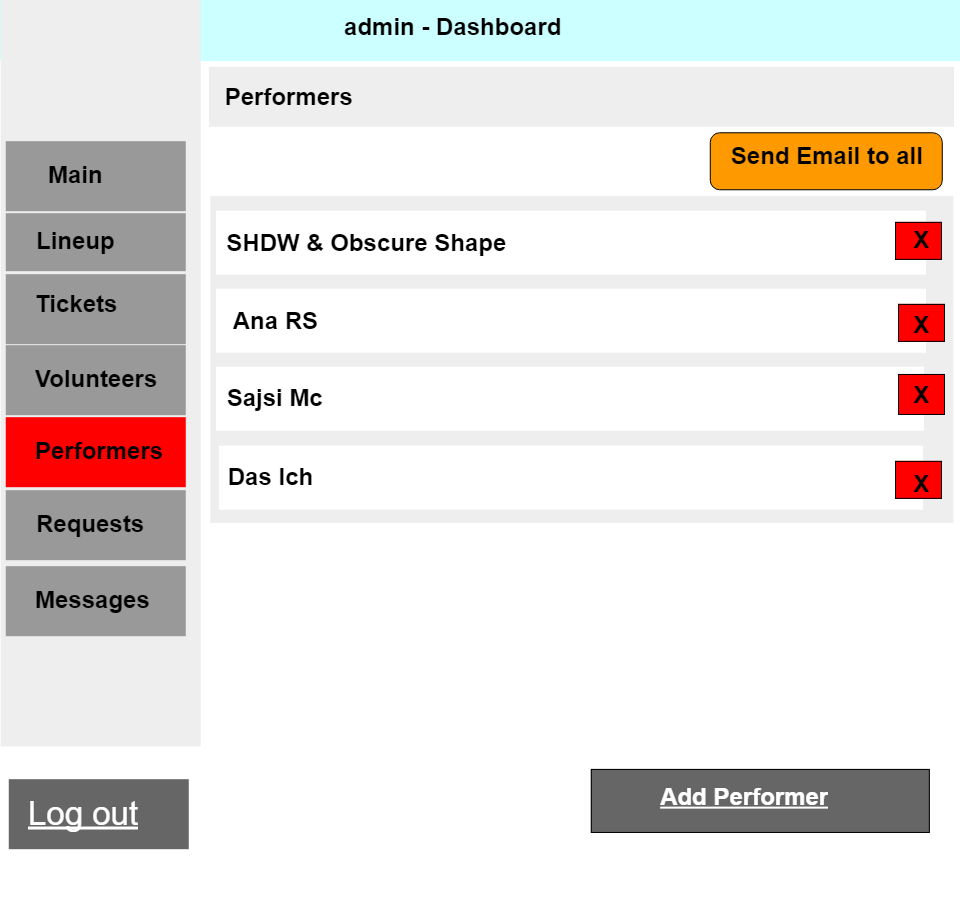 admin - Dashboard
Performers
Send Email to all
Main
Lineup
Tickets
Volunteers
Performers
Requests
Messages
SHDW & Obscure Shape
X
Ana RS
X
Sajsi Mc
X
Das Ich
X
Log out
Add Performer